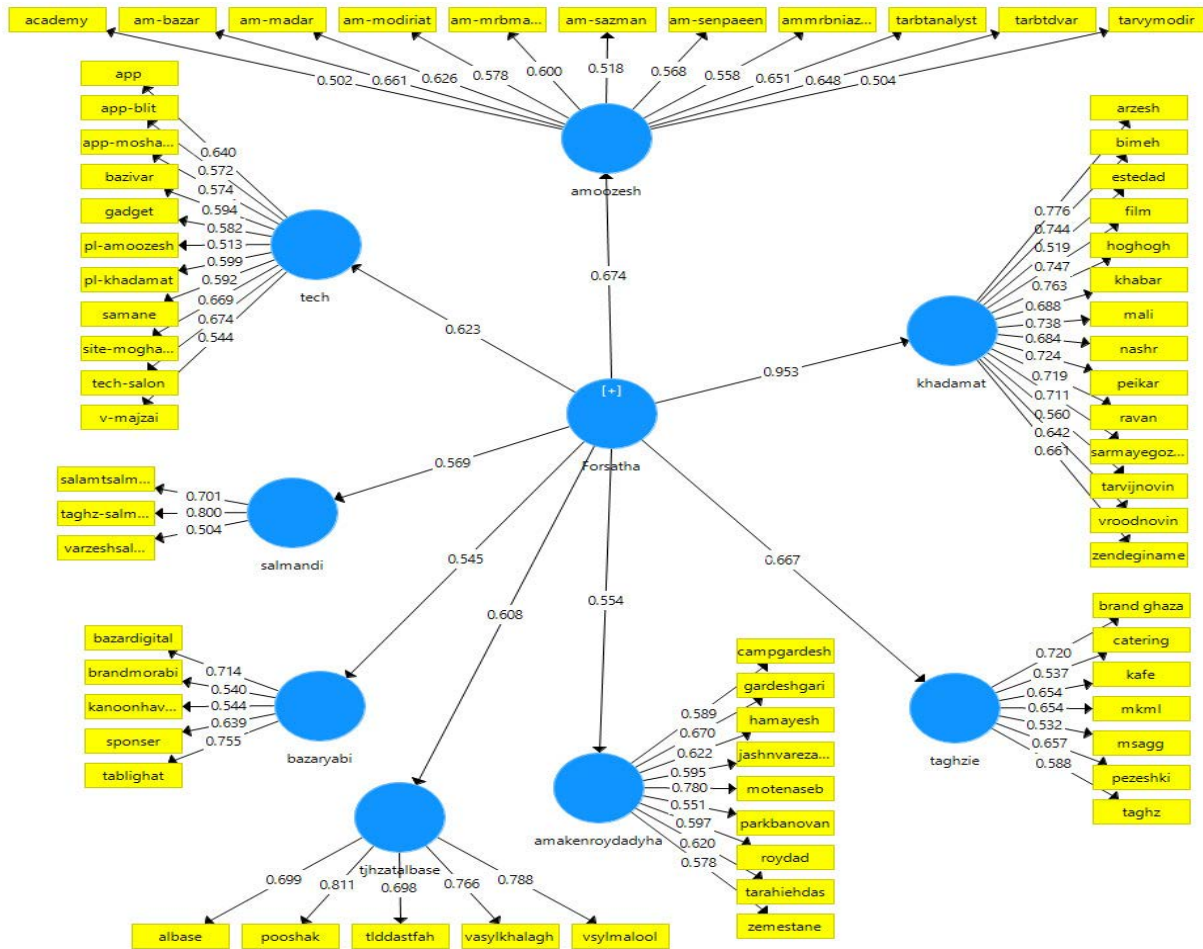 academy
am-bazar
am-madar
am-modiriat
am-mrbma...
am-sazman
am-senpaeen
ammrbniaz...
tarbtanalyst
tarbtdvar
tarvymodir
0.502
0.661
0.626
0.578
0.600
0.518
0.568
0.558
0.651
0.648
0.504
amoozesh
app
app-blit
app-mosha...
bazivar
gadget
pl-amoozesh
pl-khadamat
samane
site-mogha...
tech-salon
v-majzai
0.640
0.572
0.574
0.594
0.582
0.513
0.599
0.592
0.669
0.674
0.544
tech
arzesh
bimeh
estedad
film
hoghogh
khabar
mali
nashr
peikar
ravan
sarmayegoz...
tarvijnovin
vroodnovin
zendeginame
0.776
0.744
0.519
0.747
0.763
0.688
0.738
0.684
0.724
0.719
0.711
0.560
0.642
0.661
khadamat
0.674
0.623
0.953
[+]
Forsatha
0.569
0.545
0.608
0.554
0.667
salamtsalm...
taghz-salm...
varzeshsal...
0.701
0.800
0.504
salmandi
bazardigital
brandmorabi
kanoonhav...
sponser
tablighat
0.714
0.540
0.544
0.639
0.755
bazaryabi
tjhzatalbase
0.699
0.811
0.698
0.766
0.788
albase
pooshak
tlddastfah
vasylkhalagh
vsylmalool
campgardesh
gardeshgari
hamayesh
jashnvareza...
motenaseb
parkbanovan
roydad
tarahiehdas
zemestane
0.589
0.670
0.622
0.595
0.780
0.551
0.597
0.620
0.578
amakenroydadyha
brand ghaza
catering
kafe
mkml
msagg
pezeshki
taghz
0.720
0.537
0.654
0.654
0.532
0.657
0.588
taghzie